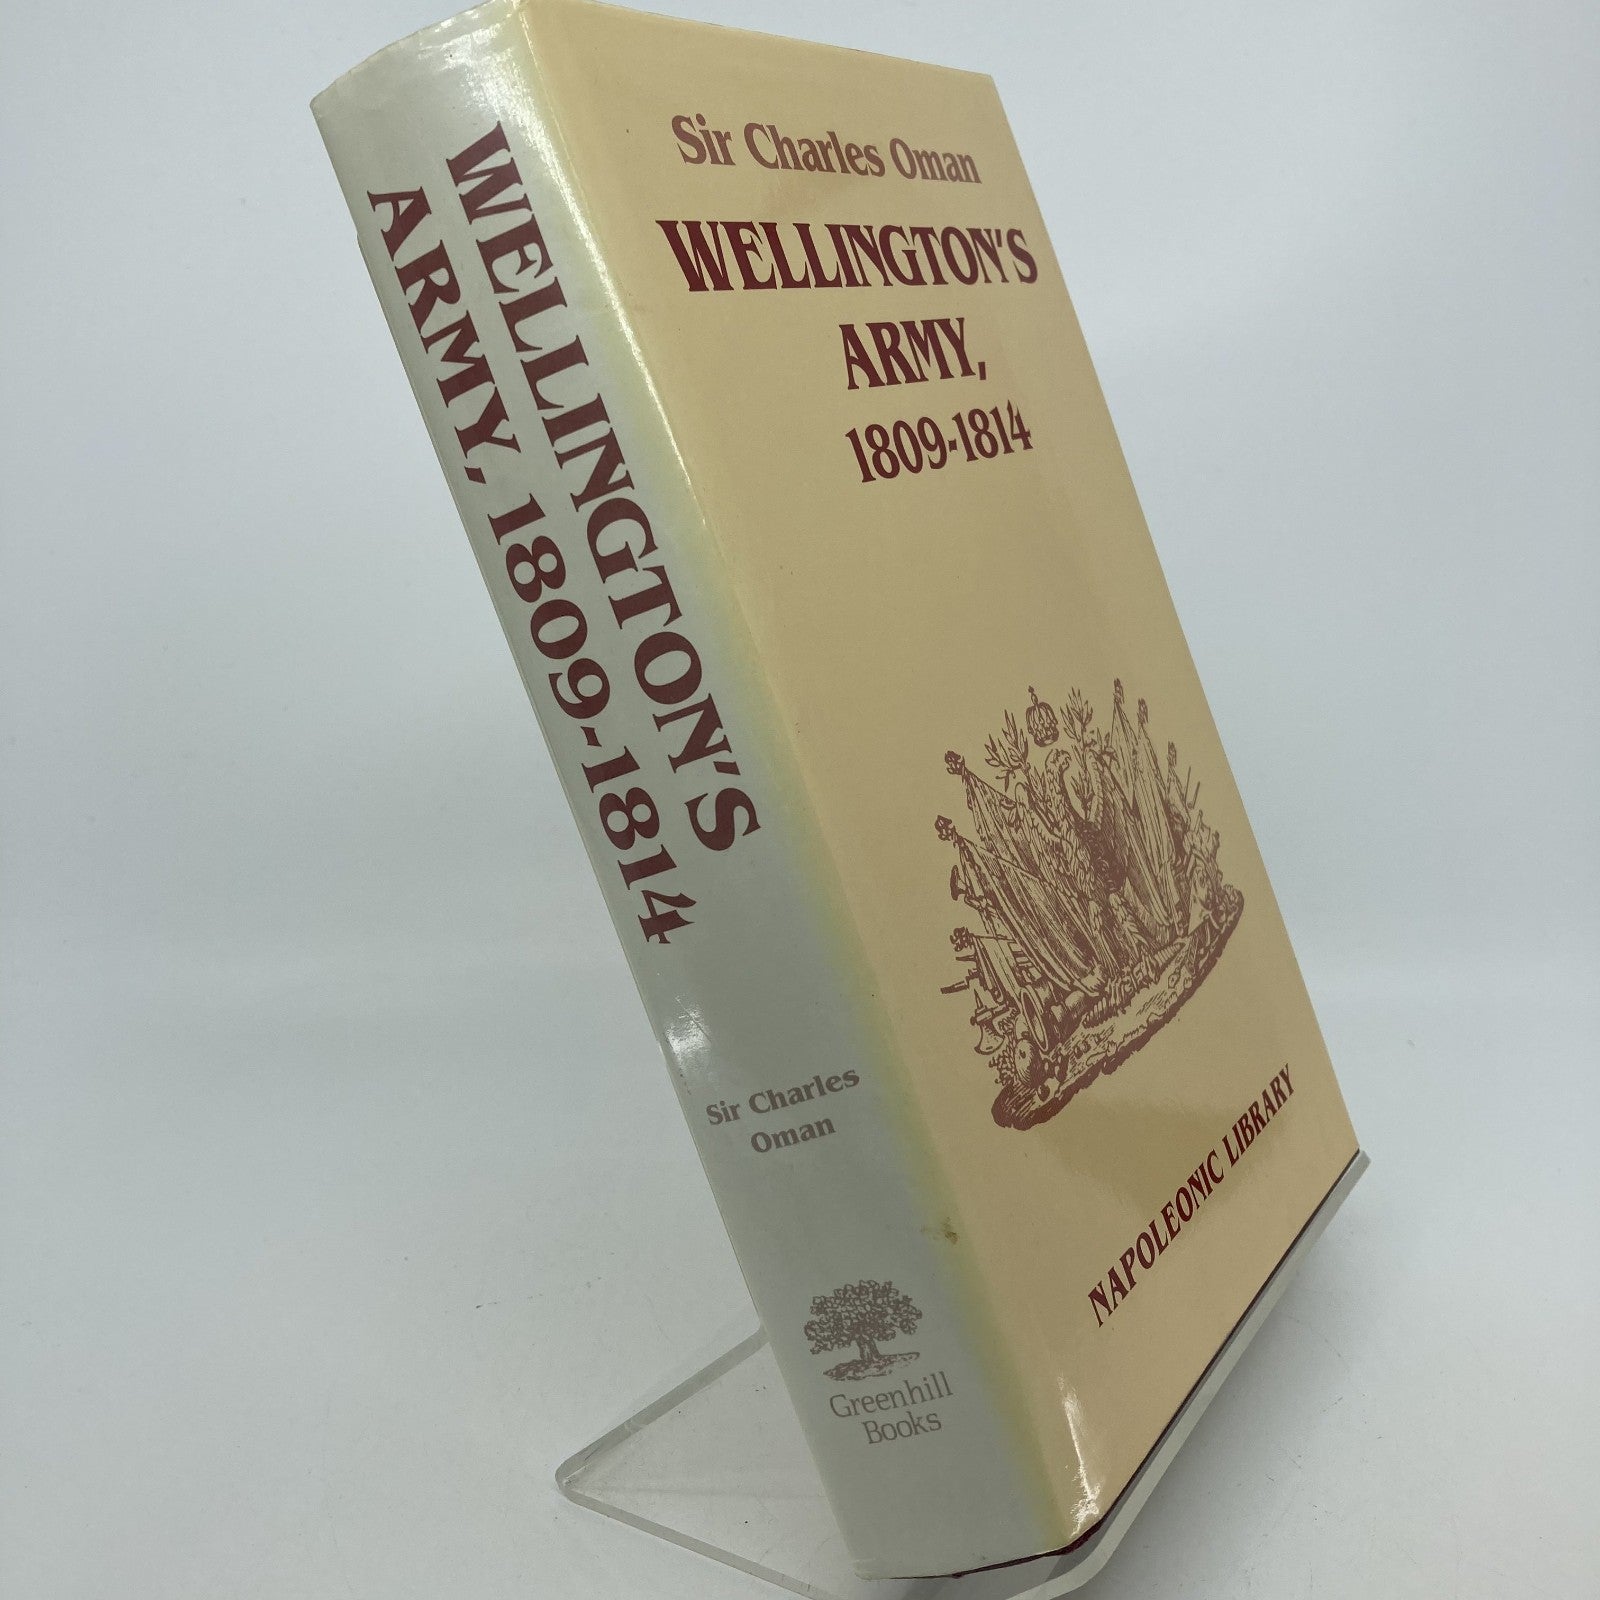 WELLINGTON'S
ARMY, 1809-1814
Sir Charles
Oman
Greenhill
Books
Sir Charles Oman
WELLINGTON'S
ARMY,
1809-1814
NAPOLEONIC LIBRARY